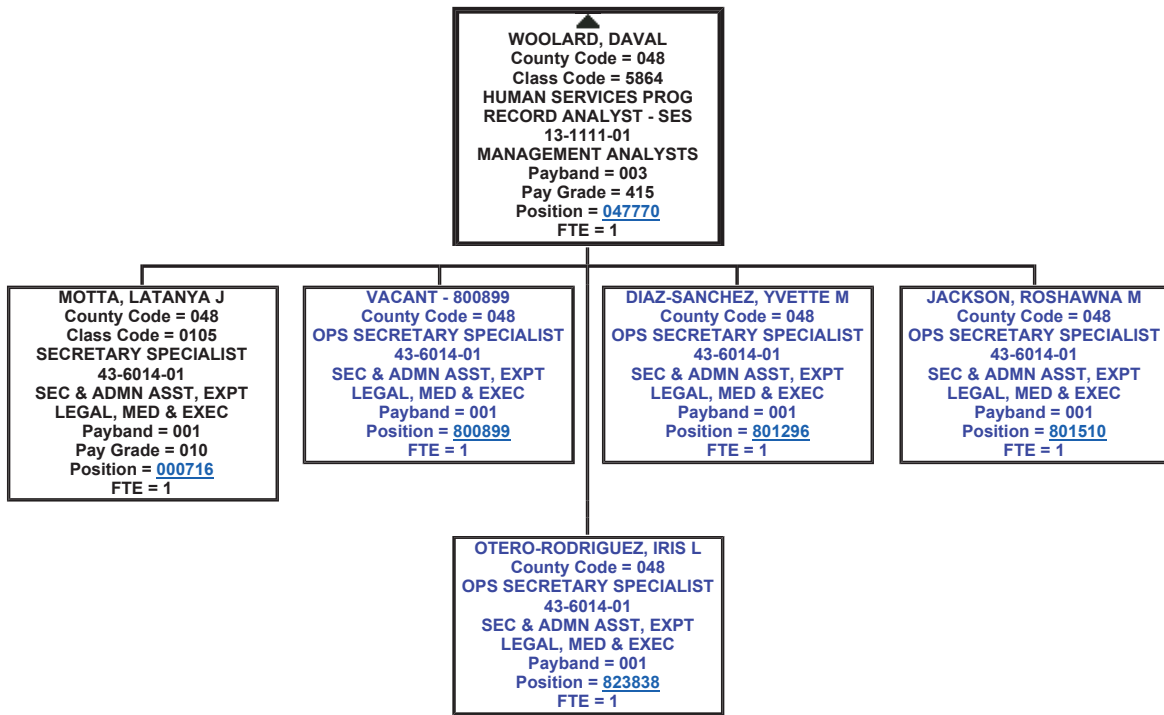 WOOLARD, DAVAL
County Code = 048
Class Code = 5864
HUMAN SERVICES PROG
RECORD ANALYST - SES
13-1111-01
MANAGEMENT ANALYSTS
Payband = 003
Pay Grade = 415
Position = 047770
FTE = 1
MOTTA, LATANYA J
County Code = 048
Class Code = 0105
SECRETARY SPECIALIST
43-6014-01
SEC & ADMN ASST, EXPT
LEGAL, MED & EXEC
Payband = 001
Pay Grade = 010
Position = 000716
FTE = 1
VACANT - 800899
County Code = 048
OPS SECRETARY SPECIALIST
43-6014-01
SEC & ADMN ASST, EXPT
LEGAL, MED & EXEC
Payband = 001
Position = 800899
FTE = 1
DIAZ-SANCHEZ, YVETTE M
County Code = 048
OPS SECRETARY SPECIALIST
43-6014-01
SEC & ADMN ASST, EXPT
LEGAL, MED & EXEC
Payband = 001
Position = 801296
FTE = 1
JACKSON, ROSHAWNA M
County Code = 048
OPS SECRETARY SPECIALIST
43-6014-01
SEC & ADMN ASST, EXPT
LEGAL, MED & EXEC
Payband = 001
Position = 801510
FTE = 1
OTERO-RODRIGUEZ, IRIS L
County Code = 048
OPS SECRETARY SPECIALIST
43-6014-01
SEC & ADMN ASST, EXPT
LEGAL, MED & EXEC
Payband = 001
Position = 823838
FTE = 1